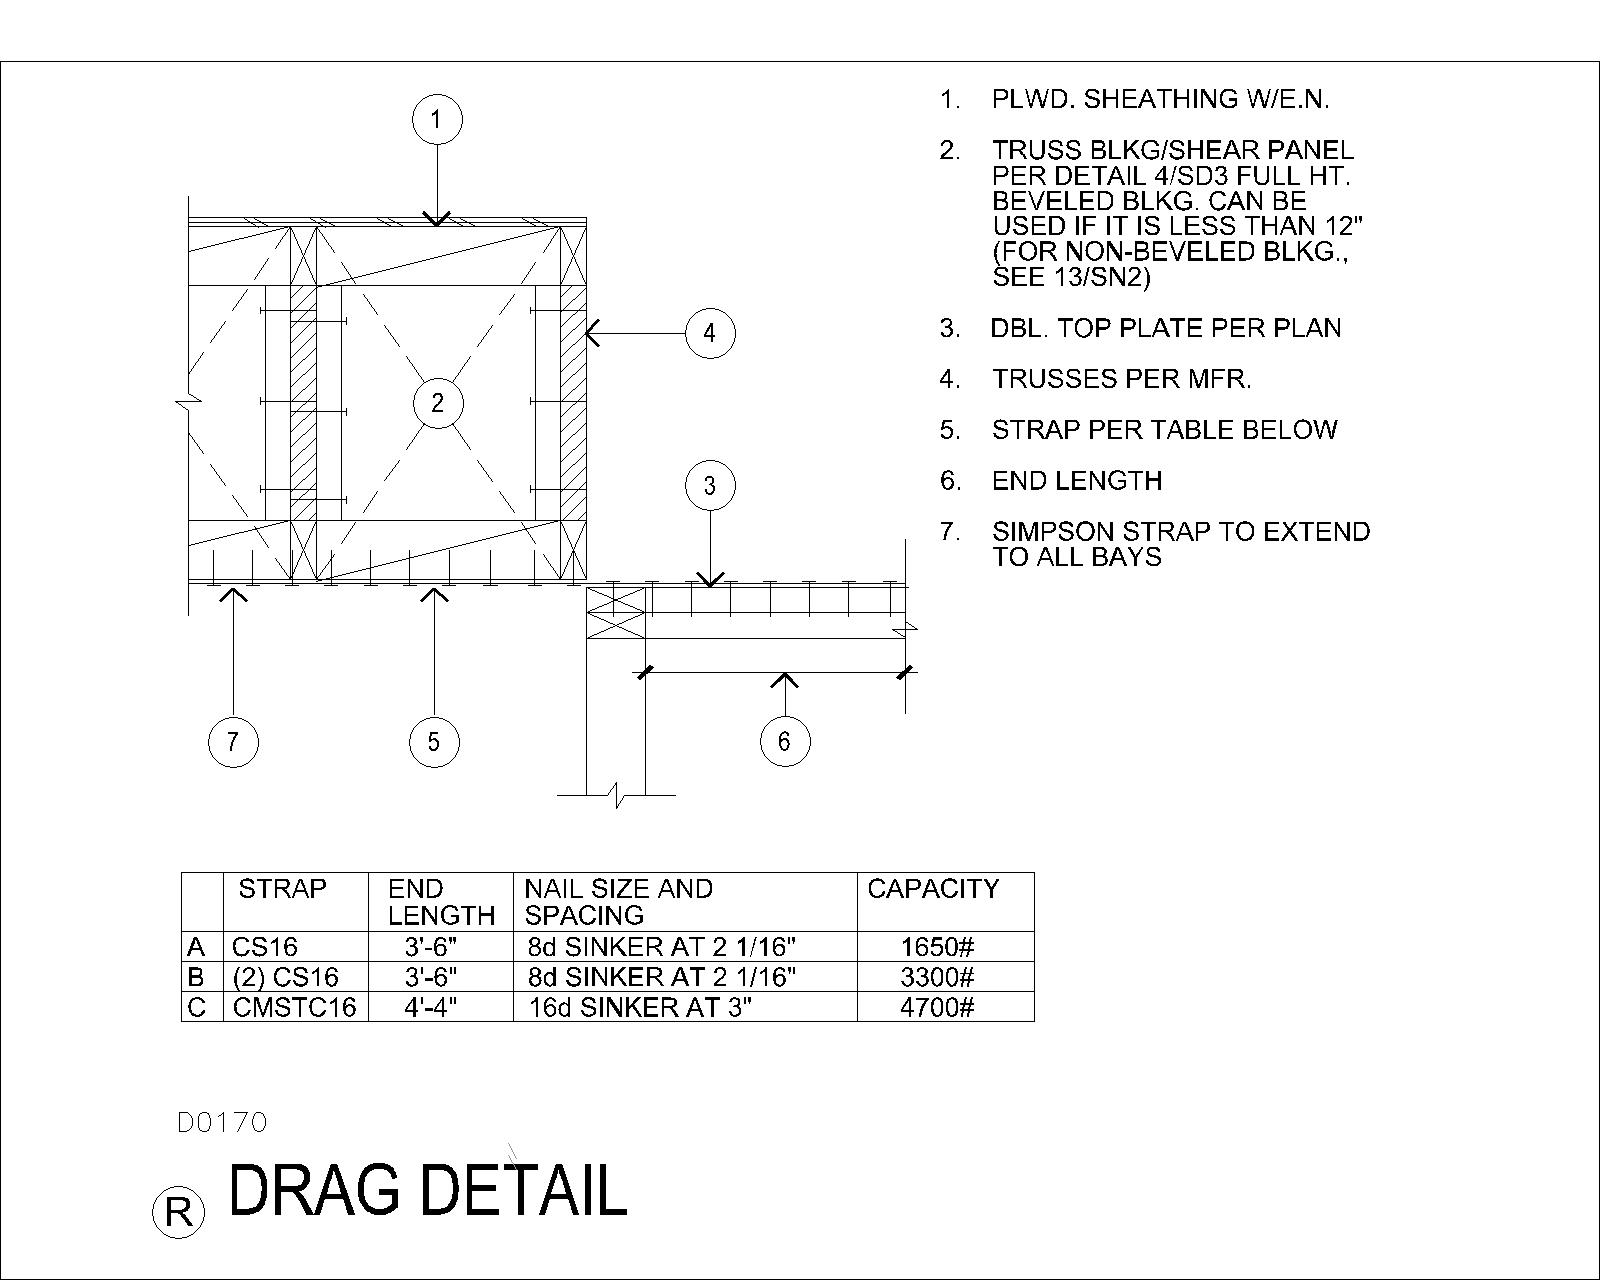 1. PLWD. SHEATHING W/E.N.
2. TRUSS BLKG/SHEAR PANEL
PER DETAIL 4/SD3 FULL HT.
BEVELED BLKG. CAN BE
USED IF IT IS LESS THAN 12"
(FOR NON-BEVELED BLKG.,
SEE 13/SN2)
3. DBL. TOP PLATE PER PLAN
4. TRUSSES PER MFR.
5. STRAP PER TABLE BELOW
6. END LENGTH
7. SIMPSON STRAP TO EXTEND
TO ALL BAYS
1
4
2
3
7
5
6
STRAP END LENGTH NAIL SIZE AND SPACING CAPACITY
A CS16 3'-6" 8d SINKER AT 2 1/16" 1650#
B (2) CS16 3'-6" 8d SINKER AT 2 1/16" 3300#
C CMSTC16 4'-4" 16d SINKER AT 3" 4700#
D0170
R DRAG DETAIL